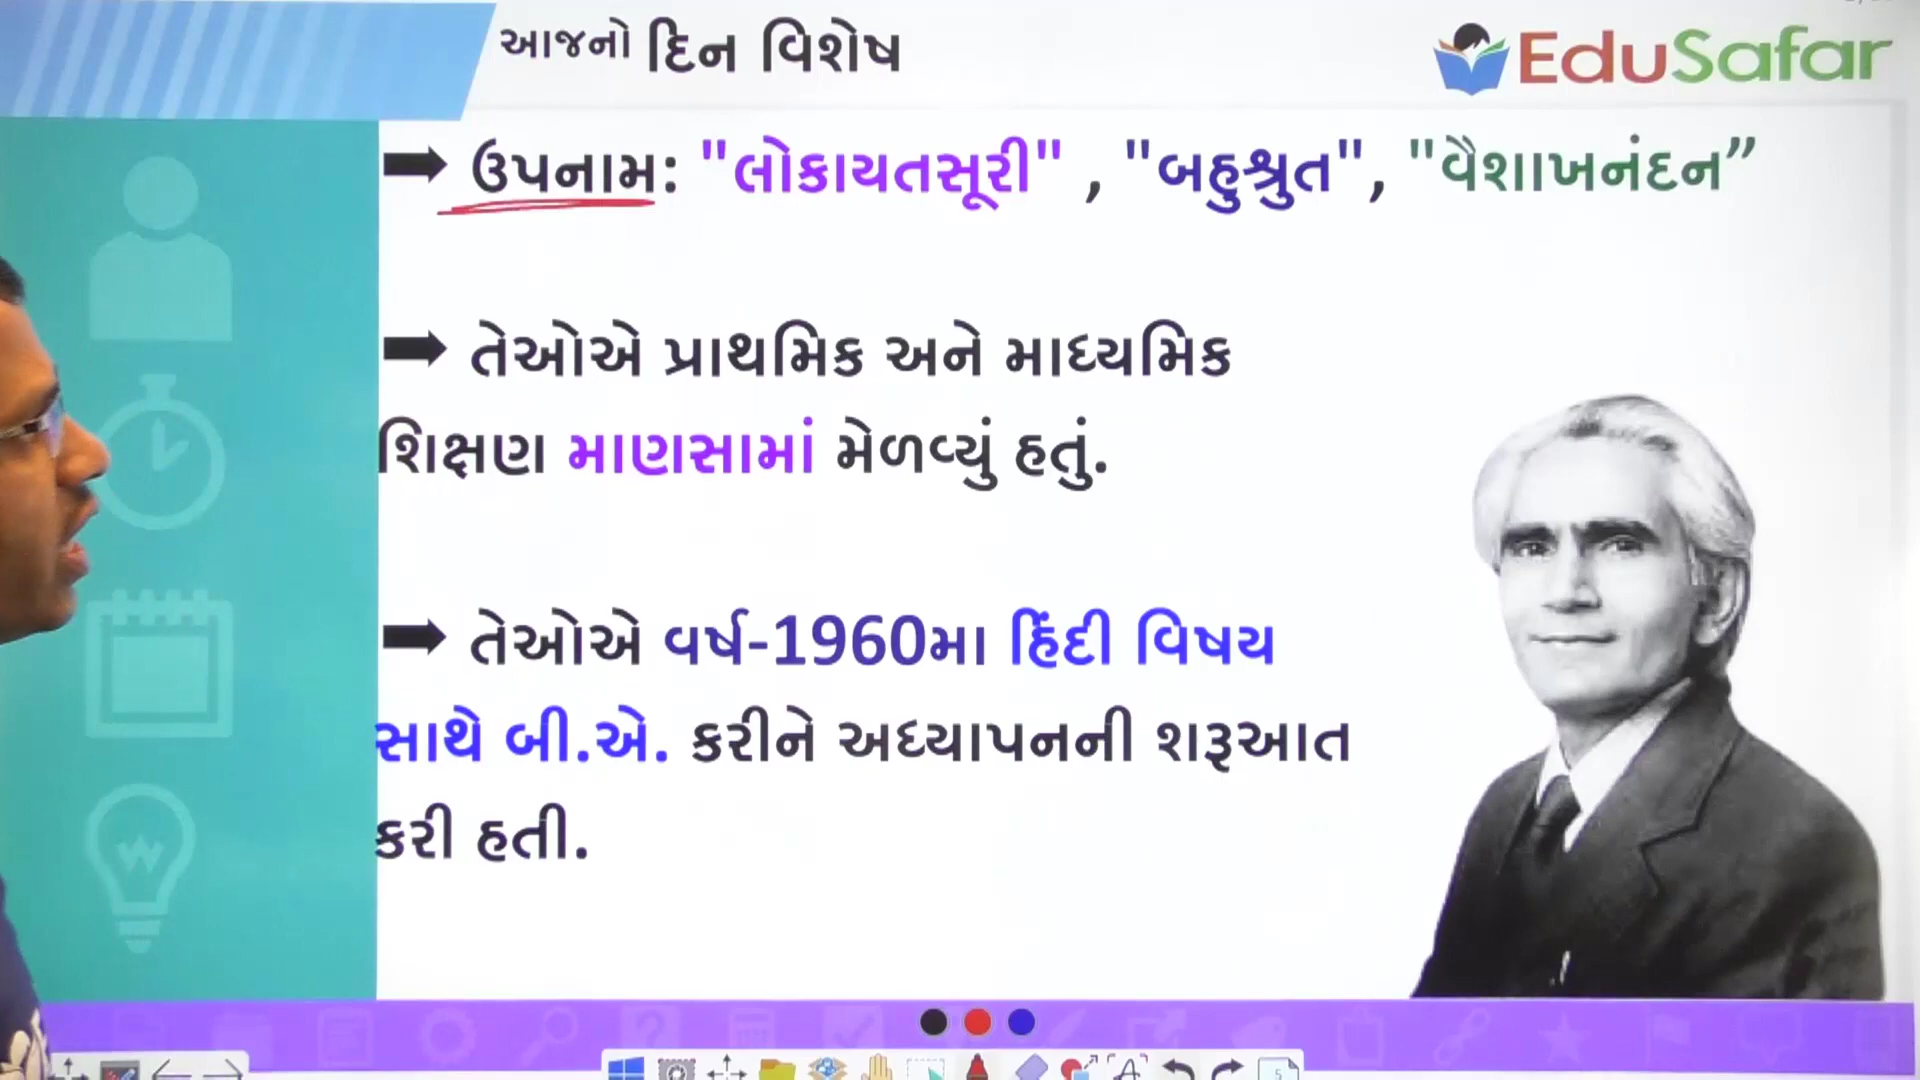 આજનો દિન વિશેષ
EduSafar
➡ ઉપનામ: "લોકાયતસૂરી" , "બહુશ્રુત", "વૈશાખનંદન”
➡ તેઓએ પ્રાથમિક અને માધ્યમિક
શિક્ષણ માણસામાં મેળવ્યું હતું.
➡ તેઓએ વર્ષ-1960મા હિંદી વિષય
સાથે બી.એ. કરીને અધ્યાપનની શરૂઆત
કરી હતી.
5